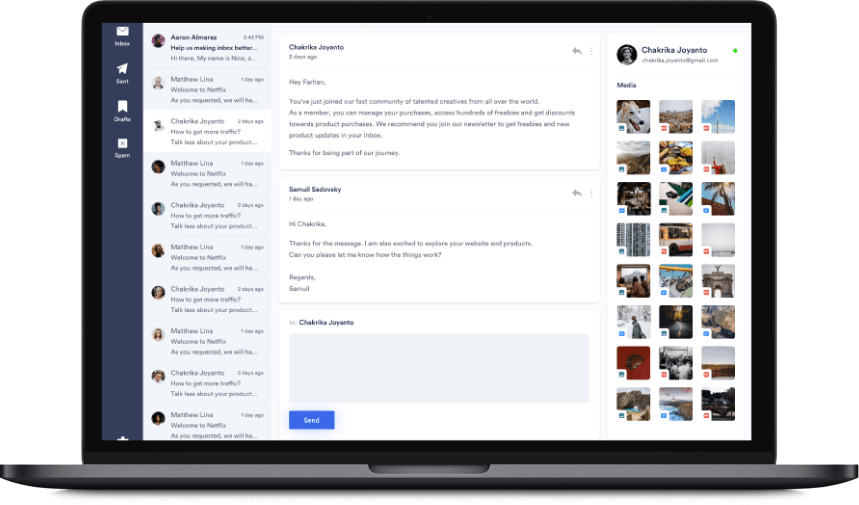 Inbox
Sent
Drafts
Spam
Aaron Almaraz 2:43 PM
Help us making inbox better...
Hi there, My name is Nina, a...
Matthew Lina 1 day ago
Welcome to Netflix
As you requested, we will ha...
Chakrika Joyanto 2 days ago
How to get more traffic?
Talk less about your product...
Matthew Lina 1 day ago
Welcome to Netflix
As you requested, we will ha...
Chakrika Joyanto 2 days ago
How to get more traffic?
Talk less about your product...
Matthew Lina 1 day ago
Welcome to Netflix
As you requested, we will ha...
Chakrika Joyanto 2 days ago
How to get more traffic?
Talk less about your product...
Matthew Lina 1 day ago
Welcome to Netflix
As you requested, we will ha...
Chakrika Joyanto 2 days ago
How to get more traffic?
Talk less about your product...
Matthew Lina 1 day ago
Welcome to Netflix
As you requested, we will ha...
Chakrika Joyanto
2 days ago
Hey Farhan,
You've just joined our fast community of talented creatives from all over the world.
As a member, you can manage your purchases, access hundreds of freebies and get discounts
towards product purchases. We recommend you join our newsletter to get freebies and new
product updates in your inbox.
Thanks for being part of our journey.
Samuil Sadovsky
1 day ago
Hi Chakrika,
Thanks for the message. I am also excited to explore your website and products.
Can you please let me know how the things work?
Regards,
Samuil
to: Chakrika Joyanto
Send
Chakrika Joyanto
chakrika.joyanto@gmail.com
Media